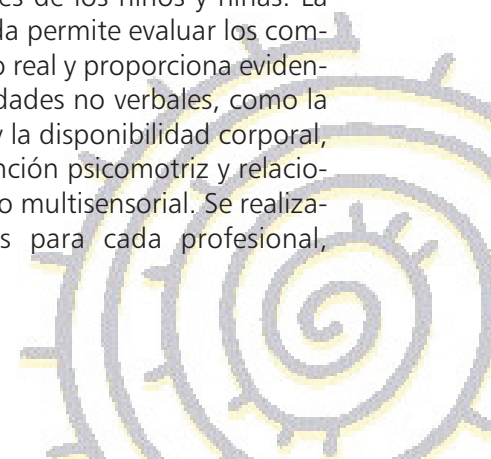 es de los niños y niñas. La
da permite evaluar los com-
o real y proporciona eviden-
dades no verbales, como la
y la disponibilidad corporal,
nción psicomotriz y relacio-
o multisensorial. Se realiza-
s para cada profesional,